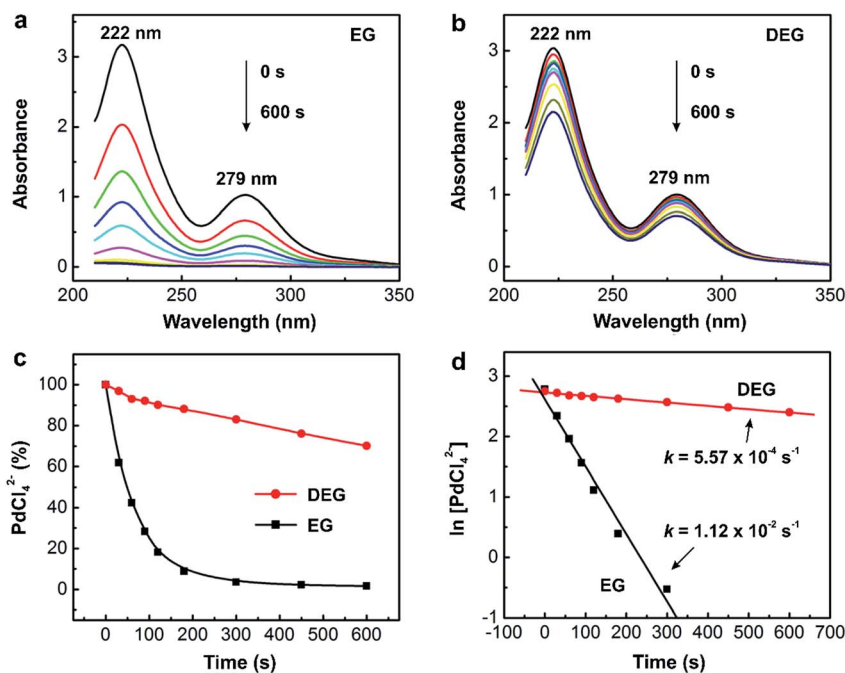 a
222 nm
EG
0 s
600 s
279 nm
3
2
1
0
Absorbance
200
250
300
350
Wavelength (nm)
b
222 nm
DEG
0 s
600 s
279 nm
3
2
1
0
Absorbance
200
250
300
350
Wavelength (nm)
c
100
80
60
40
20
0
PdCl₄²⁻ (%)
DEG
EG
0
100
200
300
400
500
600
Time (s)
d
3
2
1
0
-1
ln [PdCl₄²⁻]
DEG
k = 5.57 x 10⁻⁴ s⁻¹
k = 1.12 x 10⁻² s⁻¹
EG
-100
0
100
200
300
400
500
600
700
Time (s)